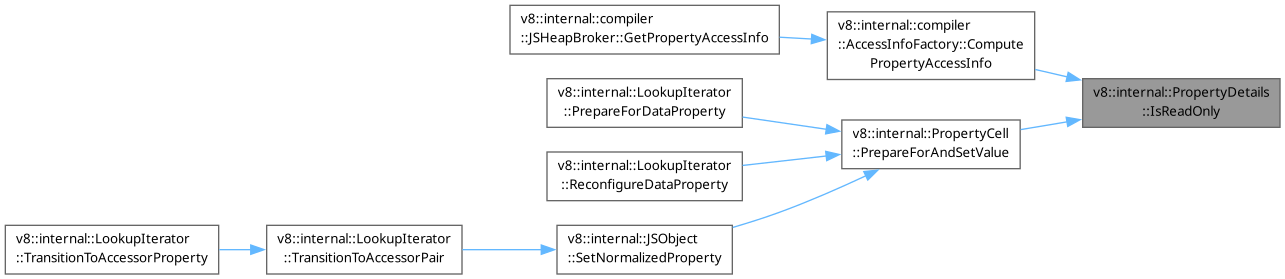 v8::internal::compiler
::JSHeapBroker::GetPropertyAccessInfo
v8::internal::compiler
::AccessInfoFactory::Compute
PropertyAccessInfo
v8::internal::PropertyDetails
::IsReadOnly
v8::internal::LookupIterator
::PrepareForDataProperty
v8::internal::PropertyCell
::PrepareForAndSetValue
v8::internal::LookupIterator
::ReconfigureDataProperty
v8::internal::LookupIterator
::TransitionToAccessorProperty
v8::internal::LookupIterator
::TransitionToAccessorPair
v8::internal::JSObject
::SetNormalizedProperty